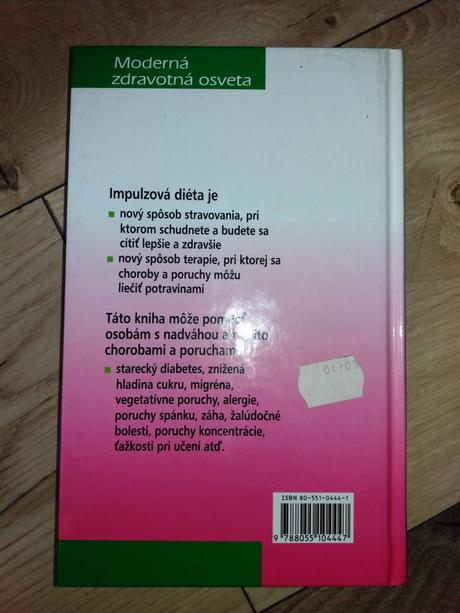 Moderná
zdravotná osveta
Impulzová diéta je
nový spôsob stravovania, pri
ktorom schudnete a budete sa
cítiť lepšie a zdravšie
nový spôsob terapie, pri ktorej sa
choroby a poruchy môžu
liečiť potravinami
Táto kniha môže pomôcť
osobám s nadváhou a
chorobami a poruchami
starecký diabetes, znížená
hladina cukru, migréna,
vegetatívne poruchy, alergie,
poruchy spánku, záha, žalúdočné
bolesti, poruchy koncentrácie,
ťažkosti pri učení atď.
ISBN 80-551-0444-1
9 788055 104447